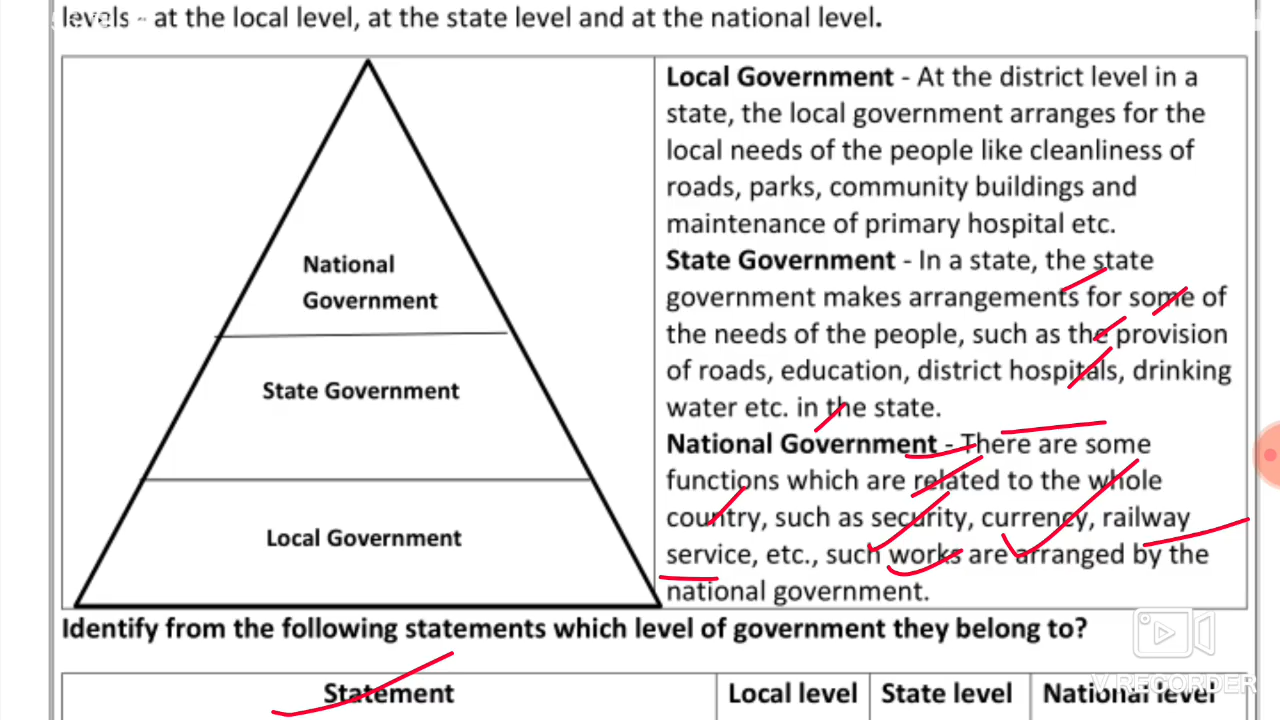 levels - at the local level, at the state level and at the national level.
National
Government
State Government
Local Government
Local Government - At the district level in a
state, the local government arranges for the
local needs of the people like cleanliness of
roads, parks, community buildings and
maintenance of primary hospital etc.
State Government - In a state, the state
government makes arrangements for some of
the needs of the people, such as the provision
of roads, education, district hospitals, drinking
water etc. in the state.
National Government - There are some
functions which are related to the whole
country, such as security, currency, railway
service, etc., such works are arranged by the
national government.
Identify from the following statements which level of government they belong to?
Statement Local level State level National level
V RECORDER